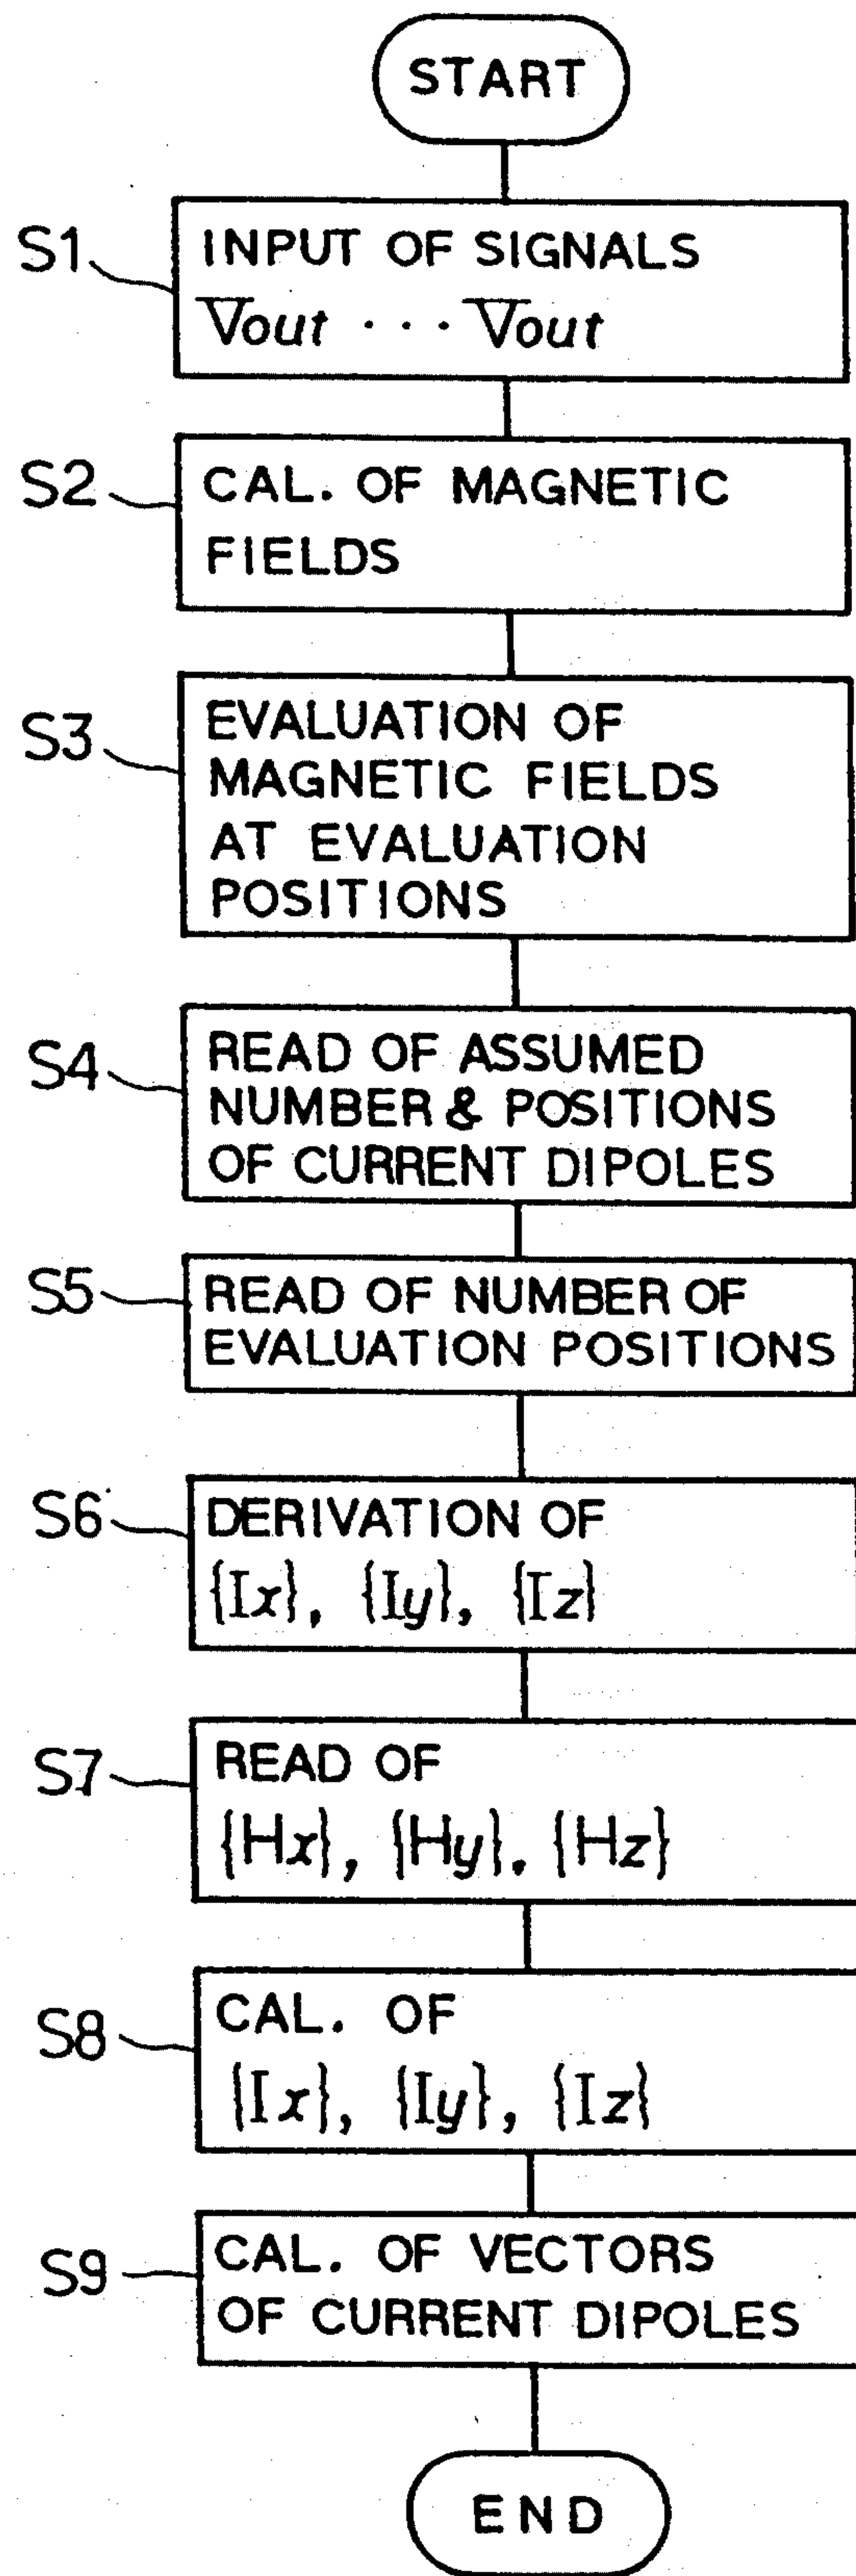 START
S1
INPUT OF SIGNALS
Vout ... Vout
S2
CAL. OF MAGNETIC
FIELDS
S3
EVALUATION OF
MAGNETIC FIELDS
AT EVALUATION
POSITIONS
S4
READ OF ASSUMED
NUMBER & POSITIONS
OF CURRENT DIPOLES
S5
READ OF NUMBER OF
EVALUATION POSITIONS
S6
DERIVATION OF
{Ix}, {Iy}, {Iz}
S7
READ OF
{Hx}, {Hy}. {Hz}
S8
CAL. OF
{Ix}, {Iy}, {Iz}
S9
CAL. OF VECTORS
OF CURRENT DIPOLES
END